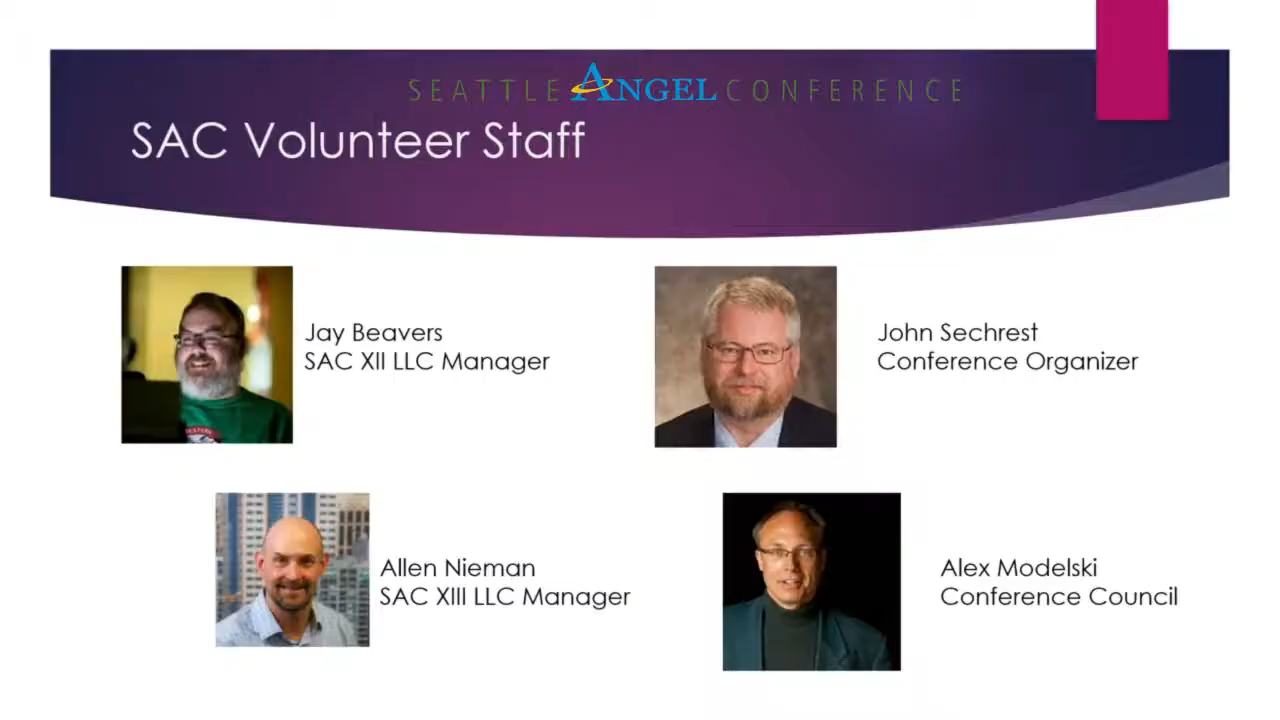 SEATTLE ANGEL CONFERENCE
SAC Volunteer Staff
Jay Beavers
SAC XII LLC Manager
John Sechrest
Conference Organizer
Allen Nieman
SAC XIII LLC Manager
Alex Modelski
Conference Council